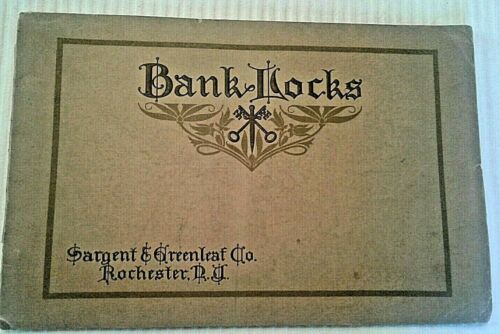 Bank Locks
Sargent & Greenleaf Co.
Rochester, N.Y.